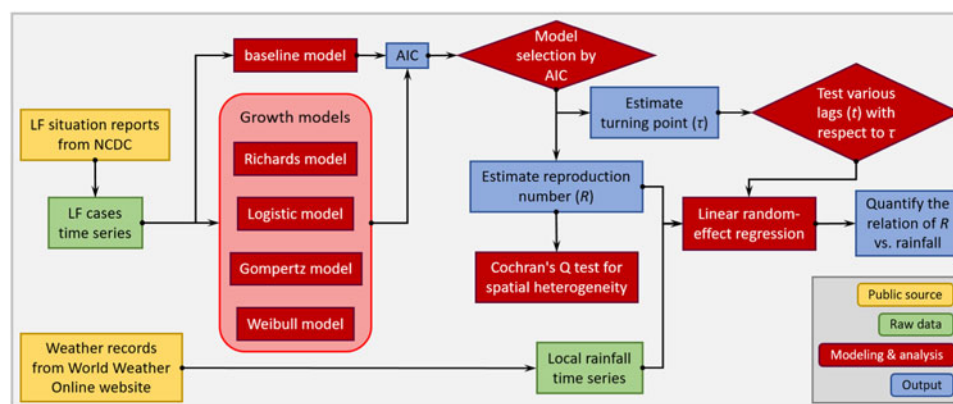 baseline model
AIC
Model
selection by
AIC
LF situation reports
from NCDC
LF cases
time series
Growth models
Richards model
Logistic model
Gompertz model
Weibull model
Estimate
turning point (τ)
Test various
lags (t) with
respect to τ
Estimate reproduction
number (R)
Cochran's Q test for
spatial heterogeneity
Linear random-
effect regression
Quantify the
relation of R
vs. rainfall
Weather records
from World Weather
Online website
Local rainfall
time series
Public source
Raw data
Modeling & analysis
Output